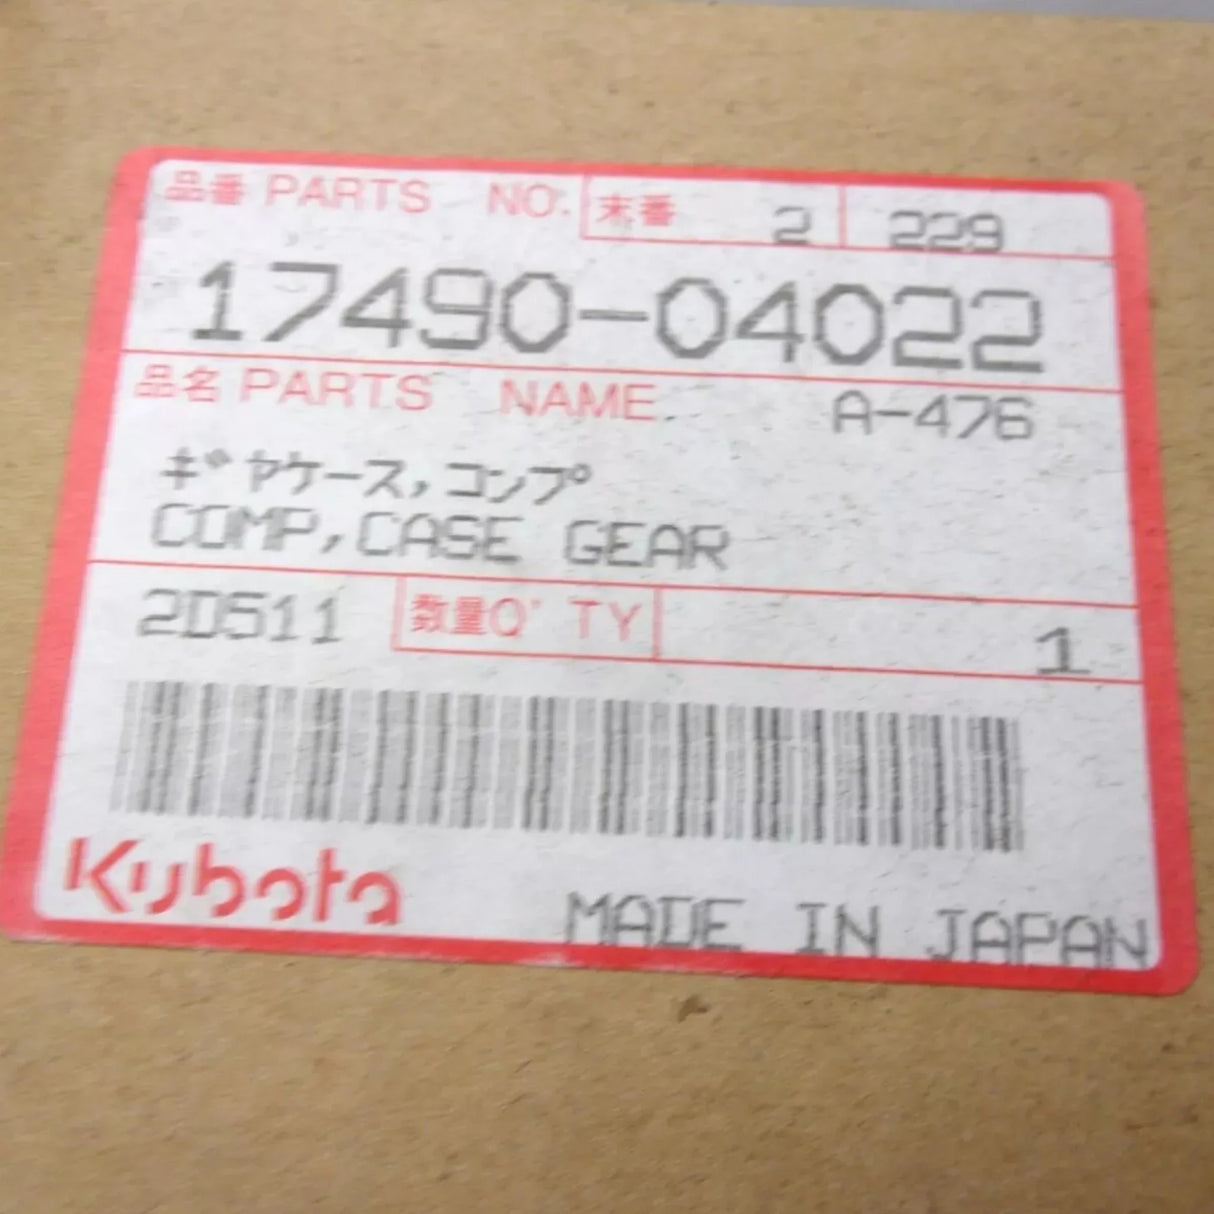 品番 PARTS NO. 末番 2 229
17490-04022
品名 PARTS NAME. A-476
ギヤケース,コンプ
COMP,CASE GEAR
2D511 数量Q'TY 1
Kubota
MADE IN JAPAN